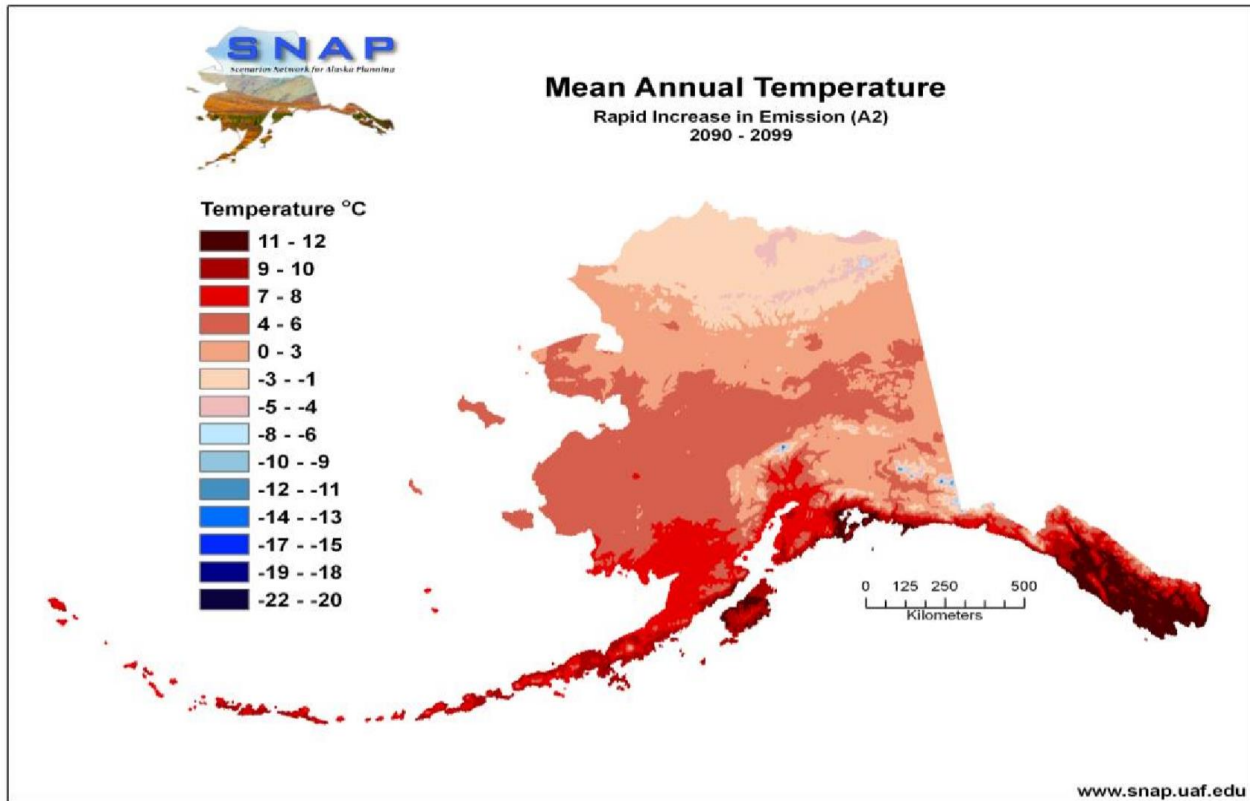 SNAP
Scenarios Network for Alaska Planning
Mean Annual Temperature
Rapid Increase in Emission (A2)
2090 - 2099
Temperature °C
11 - 12
9 - 10
7 - 8
4 - 6
0 - 3
-3 - -1
-5 - -4
-8 - -6
-10 - -9
-12 - -11
-14 - -13
-17 - -15
-19 - -18
-22 - -20
0 125 250 500
Kilometers
www.snap.uaf.edu